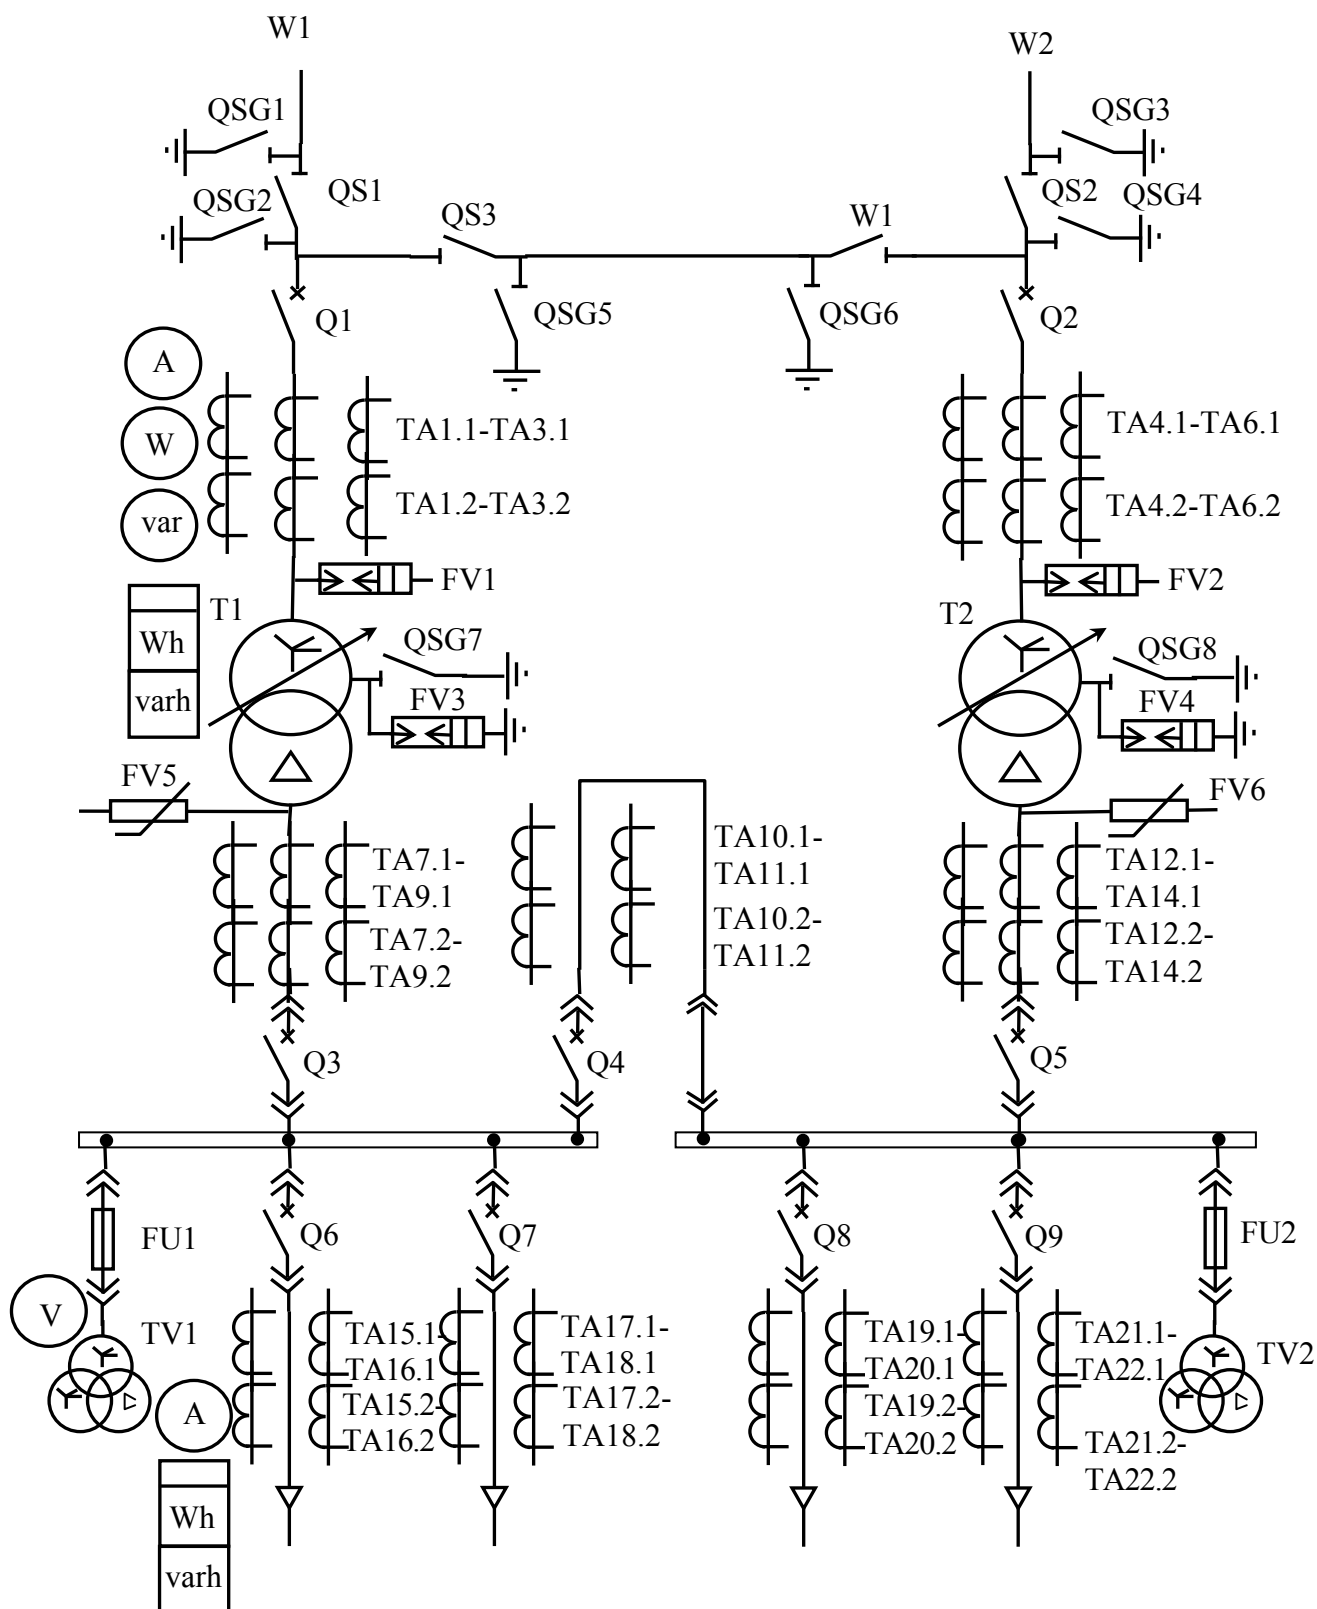 W1
W2
QSG1
QSG3
QSG2
QS1
QS2
QSG4
QS3
W1
Q1
QSG5
QSG6
Q2
A
W
var
TA1.1-TA3.1
TA1.2-TA3.2
TA4.1-TA6.1
TA4.2-TA6.2
FV1
FV2
T1
T2
Wh
varh
QSG7
FV3
QSG8
FV4
FV5
FV6
TA7.1-
TA9.1
TA7.2-
TA9.2
TA10.1-
TA11.1
TA10.2-
TA11.2
TA12.1-
TA14.1
TA12.2-
TA14.2
Q3
Q4
Q5
FU1
Q6
Q7
Q8
Q9
FU2
V
TV1
TA15.1-
TA16.1
TA15.2-
TA16.2
TA17.1-
TA18.1
TA17.2-
TA18.2
TA19.1-
TA20.1
TA19.2-
TA20.2
TA21.1-
TA22.1
TA21.2-
TA22.2
TV2
A
Wh
varh